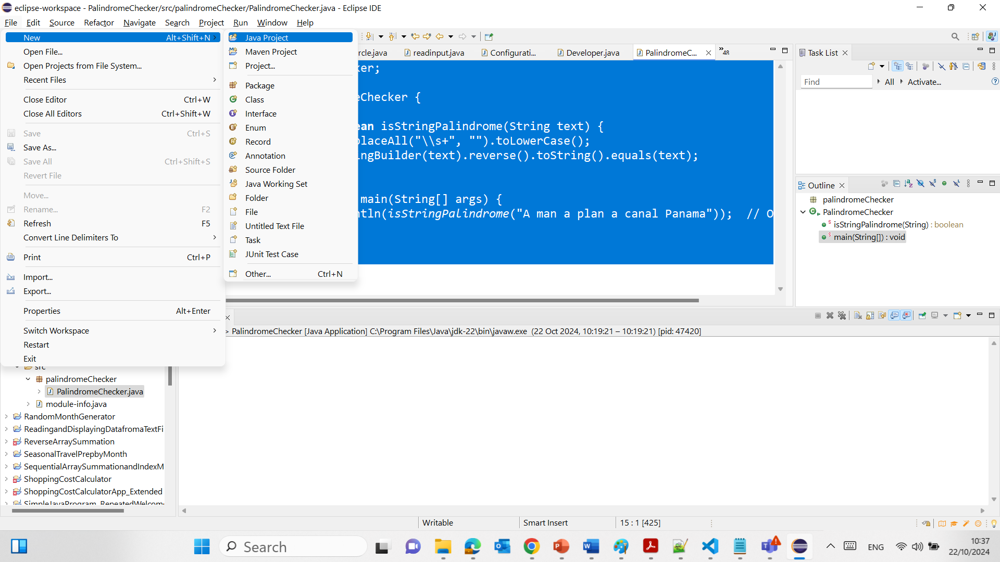 eclipse-workspace - PalindromeChecker/src/palindromeChecker/PalindromeChecker.java - Eclipse IDE
File Edit Source Refactor Navigate Search Project Run Window Help
New Alt+Shift+N
Open File...
Open Projects from File System...
Recent Files
Close Editor Ctrl+W
Close All Editors Ctrl+Shift+W
Save Ctrl+S
Save As...
Save All Ctrl+Shift+S
Revert File
Move...
Rename... F2
Refresh F5
Convert Line Delimiters To
Print Ctrl+P
Import...
Export...
Properties Alt+Enter
Switch Workspace
Restart
Exit
Java Project
Maven Project
Project...
Package
Class
Interface
Enum
Record
Annotation
Source Folder
Java Working Set
Folder
File
Untitled Text File
Task
JUnit Test Case
Other... Ctrl+N
rcle.java readinput.java Configurati... Developer.java PalindromeC... 48
ker;
eChecker {
ean isStringPalindrome(String text) {
placeAll("\\s+", "").toLowerCase();
ingBuilder(text).reverse().toString().equals(text);
main(String[] args) {
ntln(isStringPalindrome("A man a plan a canal Panama")); // O
Task List
Find All Activate...
Outline
palindromeChecker
PalindromeChecker
isStringPalindrome(String) : boolean
main(String[]) : void
> PalindromeChecker [Java Application] C:\Program Files\Java\jdk-22\bin\javaw.exe (22 Oct 2024, 10:19:21 – 10:19:21) [pid: 47420]
src
palindromeChecker
PalindromeChecker.java
module-info.java
RandomMonthGenerator
ReadingandDisplayingDatafromaTextFi
ReverseArraySummation
SeasonalTravelPrepbyMonth
SequentialArraySummationandIndexM
ShoppingCostCalculator
ShoppingCostCalculatorApp_Extended
SimpleJavaProgram_RepeatedWelcome
Writable Smart Insert 15 : 1 [425]
Search
ENG
10:37
22/10/2024